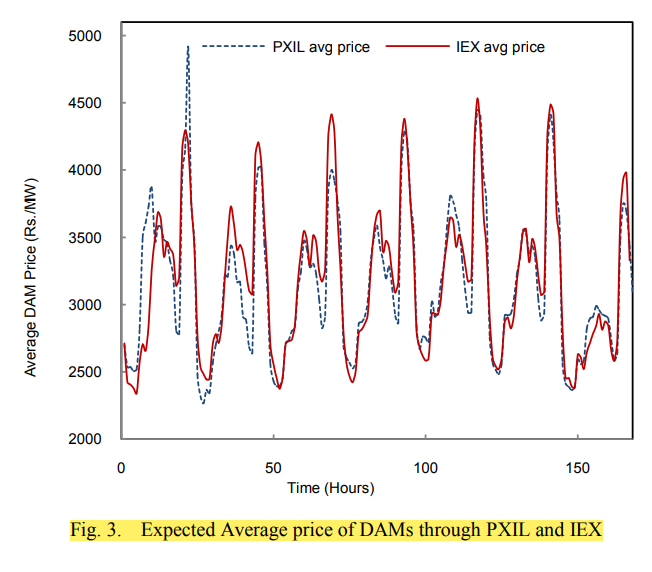 5000
PXIL avg price
IEX avg price
4500
4000
3500
3000
2500
2000
Average DAM Price (Rs./MW)
0
50
100
150
Time (Hours)
Fig. 3. Expected Average price of DAMs through PXIL and IEX